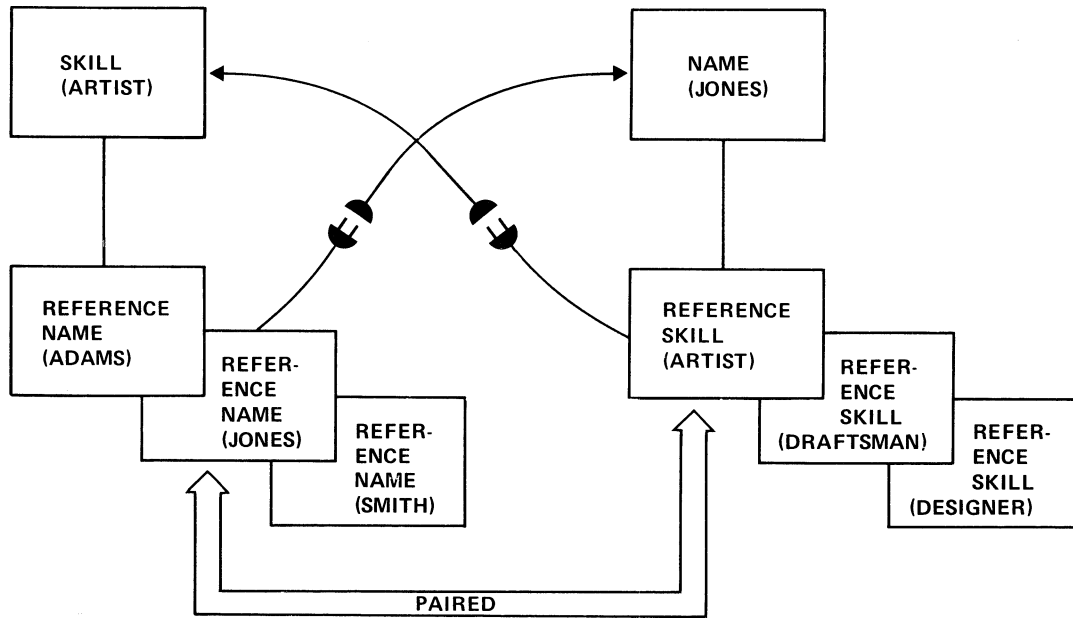 SKILL
(ARTIST)
NAME
(JONES)
REFERENCE
NAME
(ADAMS)
REFER-
ENCE
NAME
(JONES)
REFER-
ENCE
NAME
(SMITH)
REFERENCE
SKILL
(ARTIST)
REFER-
ENCE
SKILL
(DRAFTSMAN)
REFER-
ENCE
SKILL
(DESIGNER)
PAIRED